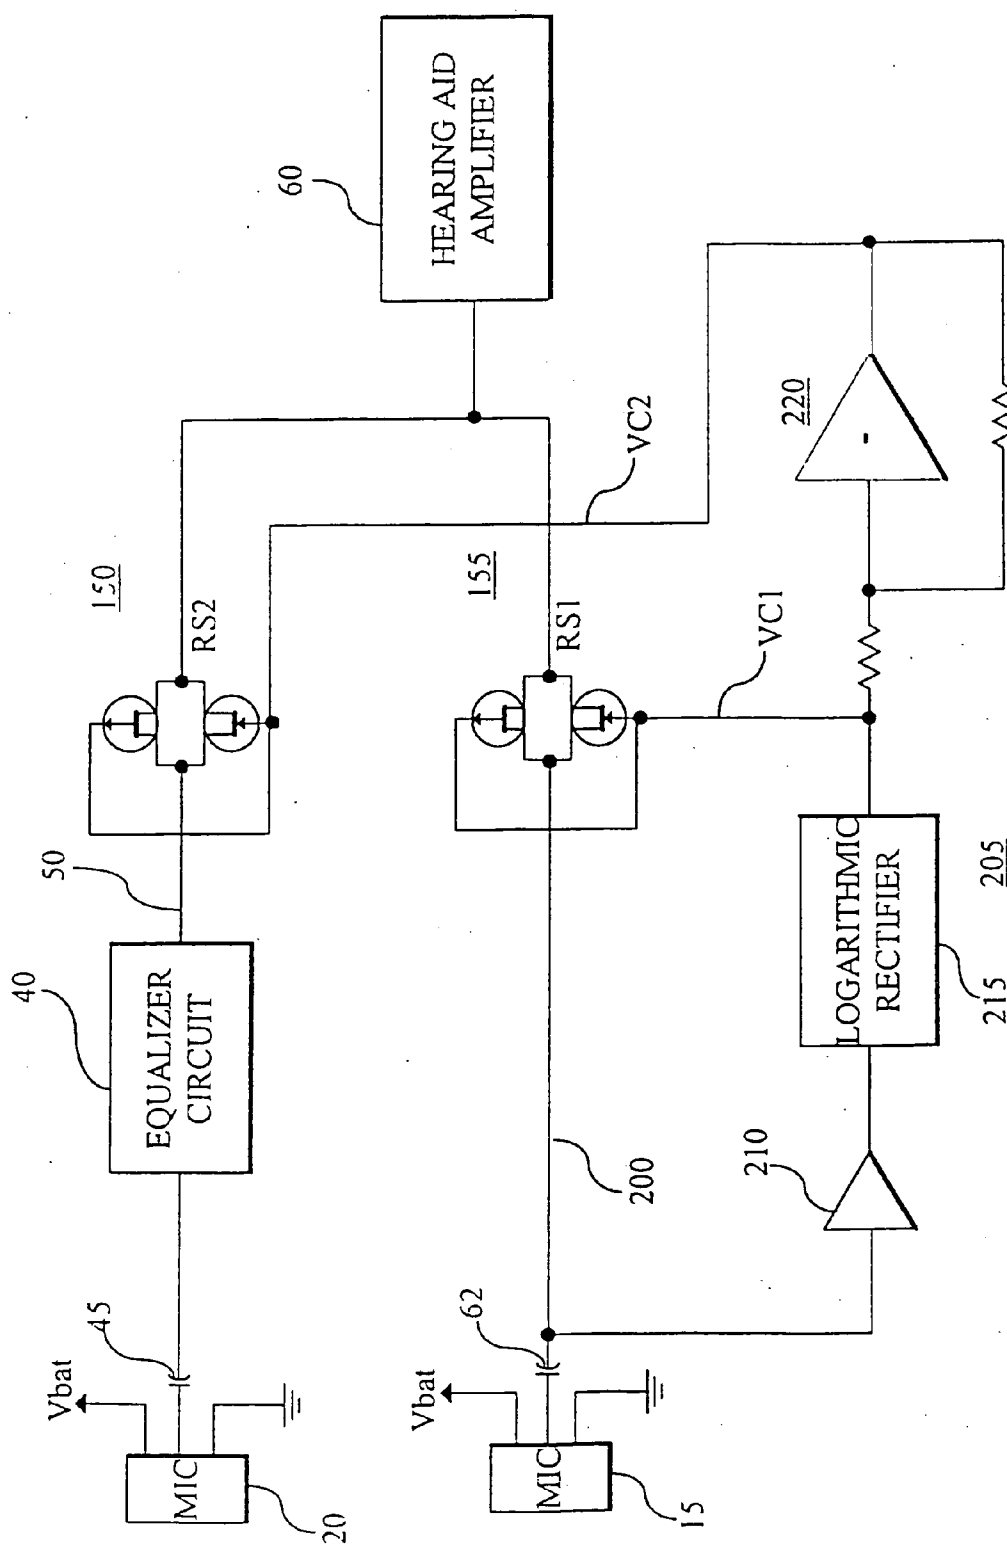 20
MIC
Vbat
45
40
EQUALIZER
CIRCUIT
50
RS2
150
60
HEARING AID
AMPLIFIER
15
MIC
Vbat
62
200
RS1
155
VC2
VC1
210
LOGARITHMIC
RECTIFIER
215
205
220
-